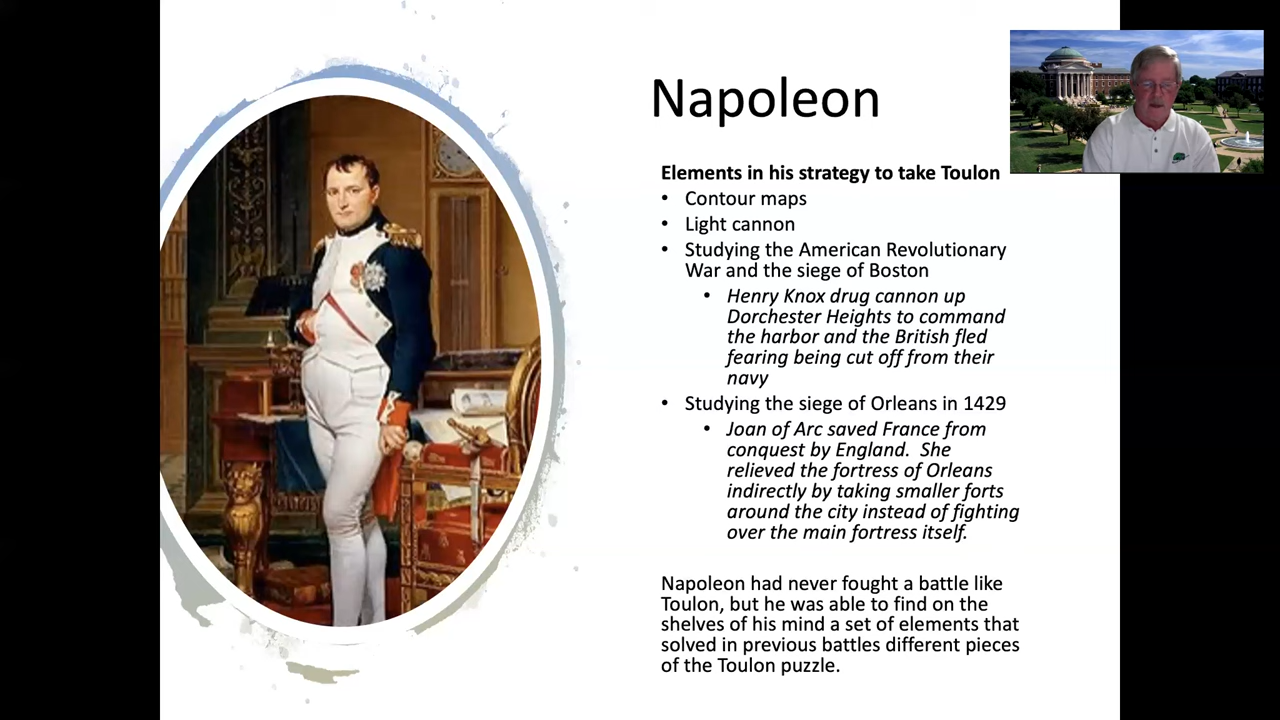 Napoleon
Elements in his strategy to take Toulon
• Contour maps
• Light cannon
• Studying the American Revolutionary
War and the siege of Boston
• Henry Knox drug cannon up
Dorchester Heights to command
the harbor and the British fled
fearing being cut off from their
navy
• Studying the siege of Orleans in 1429
• Joan of Arc saved France from
conquest by England.  She
relieved the fortress of Orleans
indirectly by taking smaller forts
around the city instead of fighting
over the main fortress itself.
Napoleon had never fought a battle like
Toulon, but he was able to find on the
shelves of his mind a set of elements that
solved in previous battles different pieces
of the Toulon puzzle.